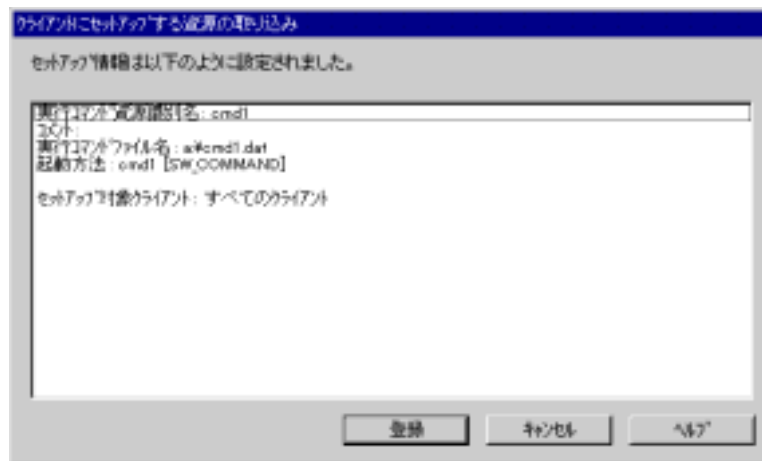 クライアントにセットアップする資源の取り込み
セットアップ情報は以下のように設定されました。
実行コマンド資源識別名 : cmd1
コメント :
実行コマンドファイル名 : a¥cmd1.dat
起動方法 : cmd1 [SW_COMMAND]
セットアップ対象クライアント : すべてのクライアント
登録
キャンセル
ヘルプ